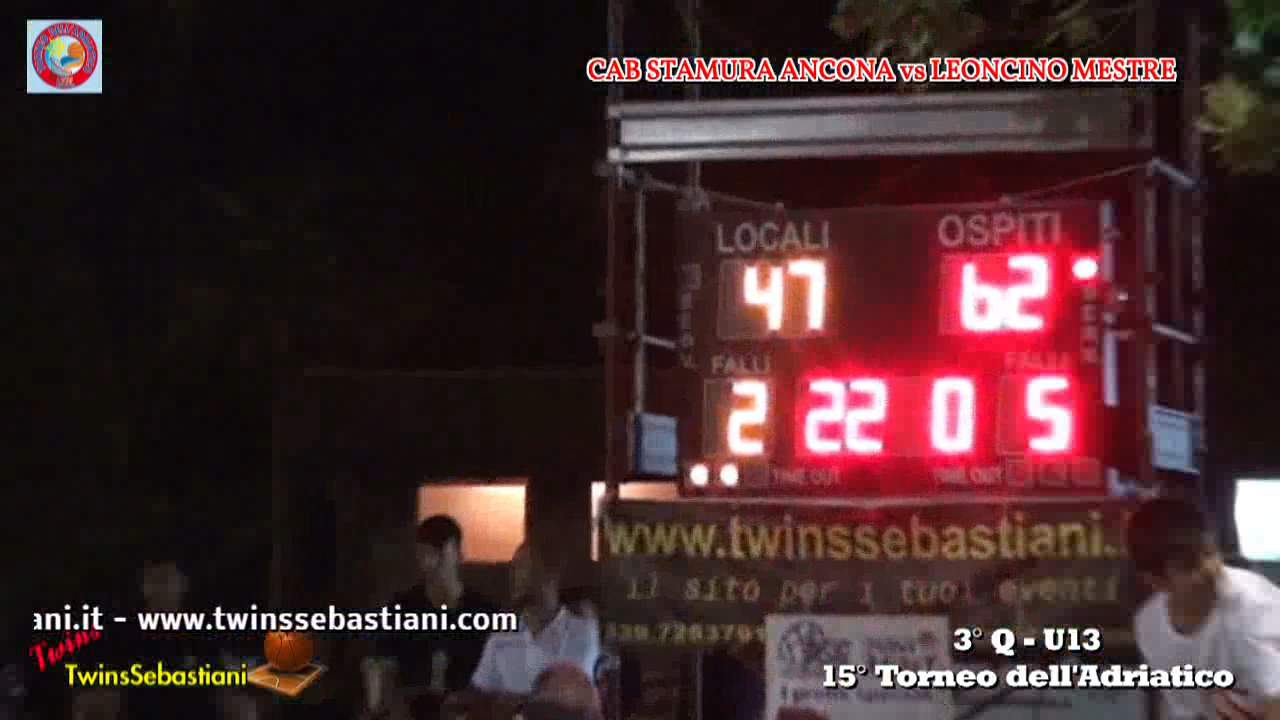 CAB STAMURA ANCONA vs LEONCINO MESTRE
LOCALI OSPITI
47 62
FALLI FALLI
2 22 0 5
TIME OUT TIME OUT
www.twinssebastiani.
il sito per i tuoi eventi
ani.it - www.twinssebastiani.com
Twins
TwinsSebastiani
3° Q - U13
15° Torneo dell'Adriatico